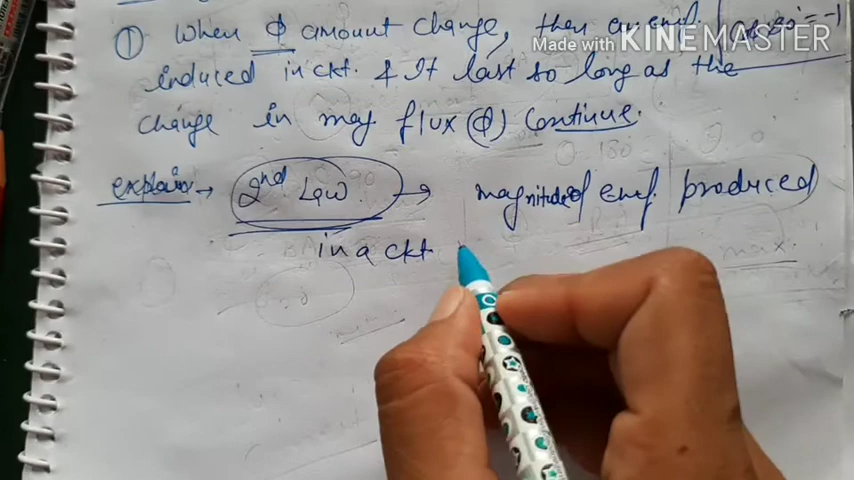 ① When ϕ amount change, then an emf.
induced in ckt. & It last so long as the
change in mag flux (ϕ) Continue.
explain → 2nd Law → magnitude of emf. produced
in a ckt
Made with KINEMASTER